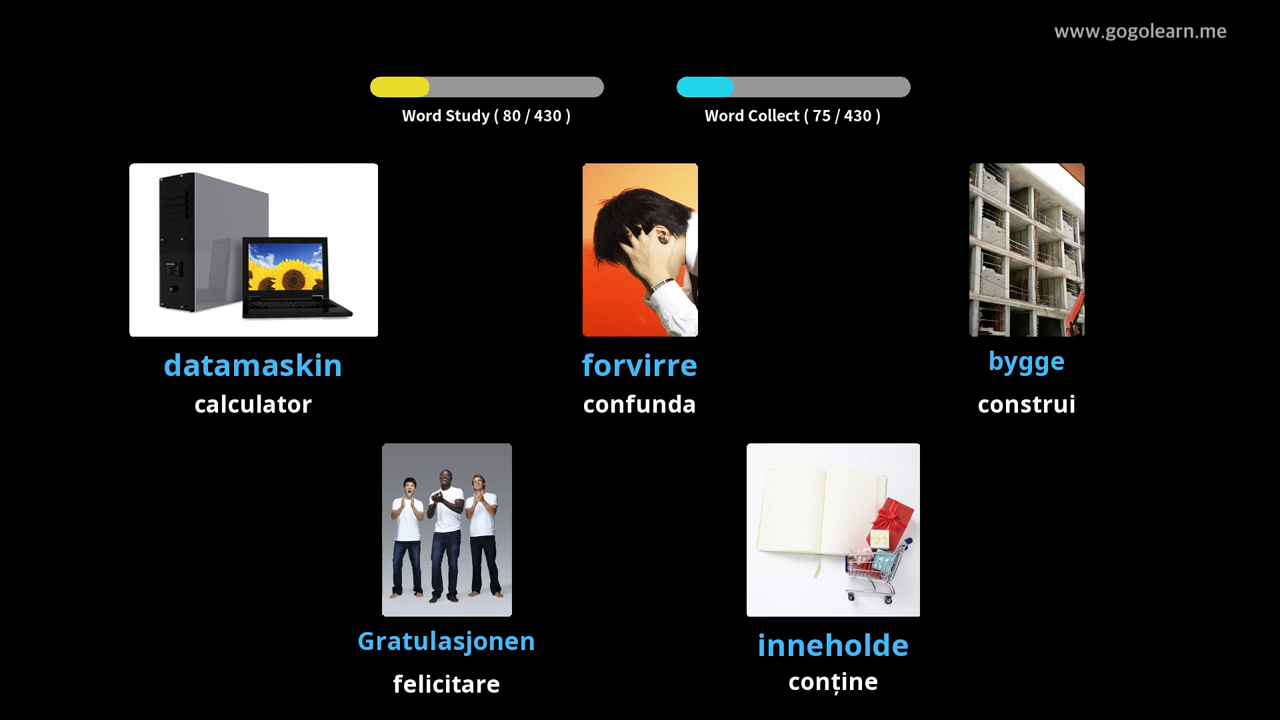 www.gogolearn.me
Word Study ( 80 / 430 )
Word Collect ( 75 / 430 )
datamaskin
calculator
forvirre
confunda
bygge
construi
Gratulasjonen
felicitare
inneholde
conține